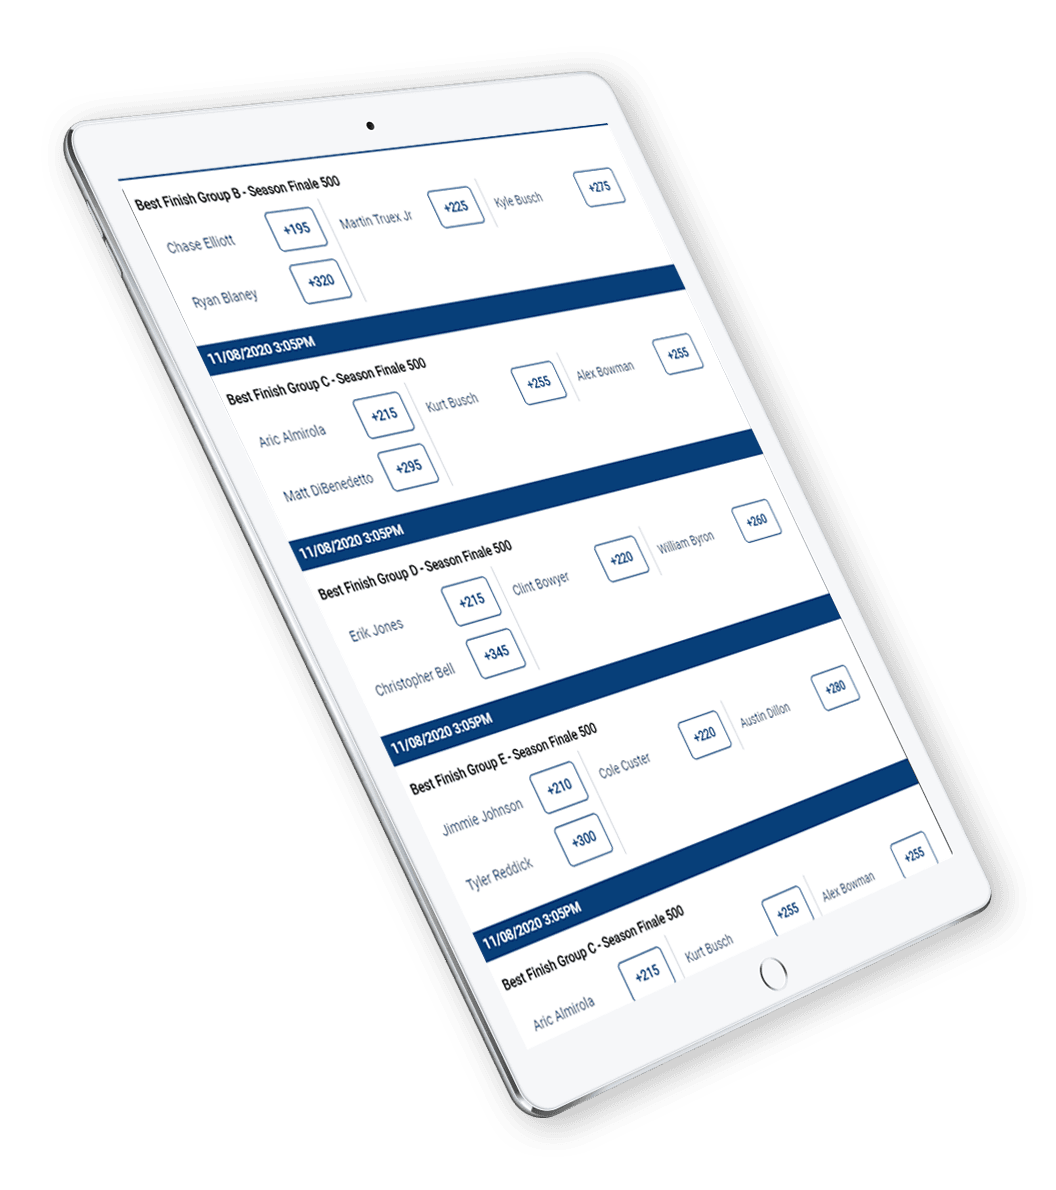 Best Finish Group B - Season Finale 500
Chase Elliott +195 Martin Truex Jr +225 Kyle Busch +275
Ryan Blaney +320
11/08/2020 3:05PM
Best Finish Group C - Season Finale 500
Aric Almirola +215 Kurt Busch +255 Alex Bowman +255
Matt DiBenedetto +295
11/08/2020 3:05PM
Best Finish Group D - Season Finale 500
Erik Jones +215 Clint Bowyer +220 William Byron +260
Christopher Bell +345
11/08/2020 3:05PM
Best Finish Group E - Season Finale 500
Jimmie Johnson +210 Cole Custer +220 Austin Dillon +280
Tyler Reddick +300
11/08/2020 3:05PM
Best Finish Group C - Season Finale 500
Aric Almirola +215 Kurt Busch +255 Alex Bowman +255